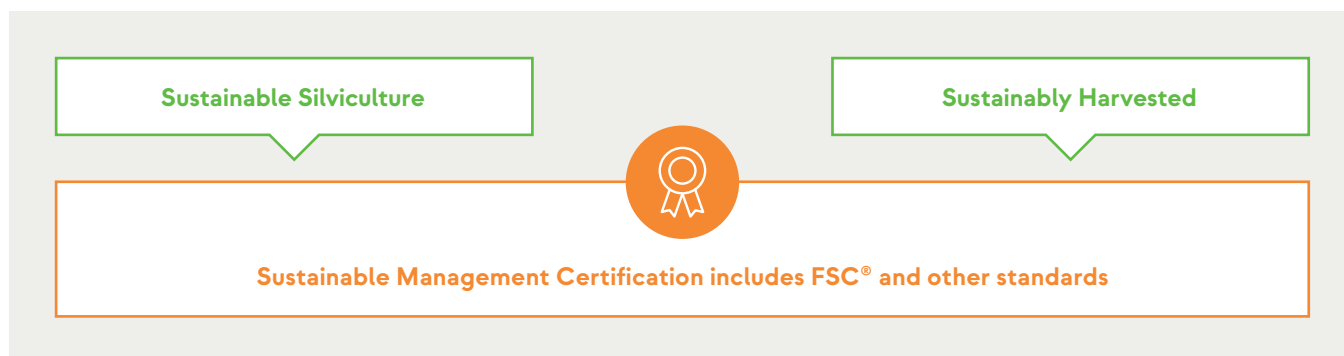 Sustainable Silviculture
Sustainably Harvested
Sustainable Management Certification includes FSC® and other standards